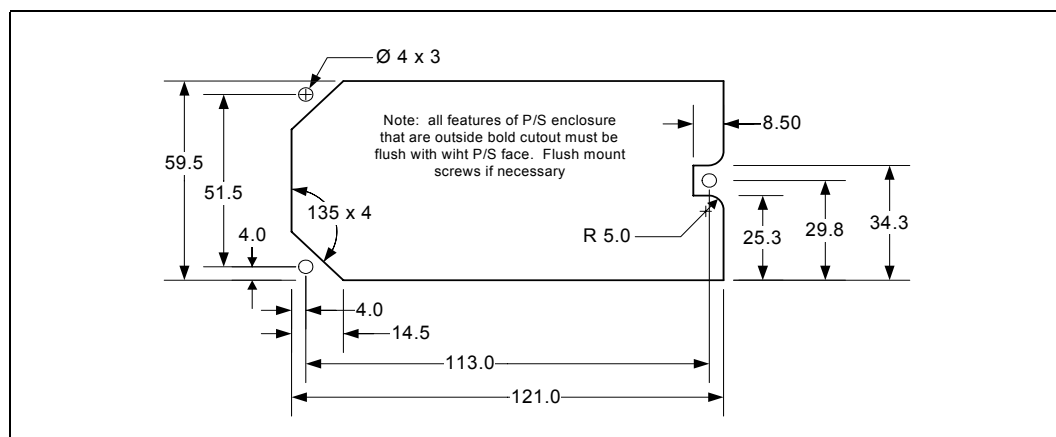 Ø 4 x 3
Note: all features of P/S enclosure
that are outside bold cutout must be
flush with wiht P/S face. Flush mount
screws if necessary
8.50
59.5
51.5
135 x 4
4.0
R 5.0
25.3
29.8
34.3
4.0
14.5
113.0
121.0